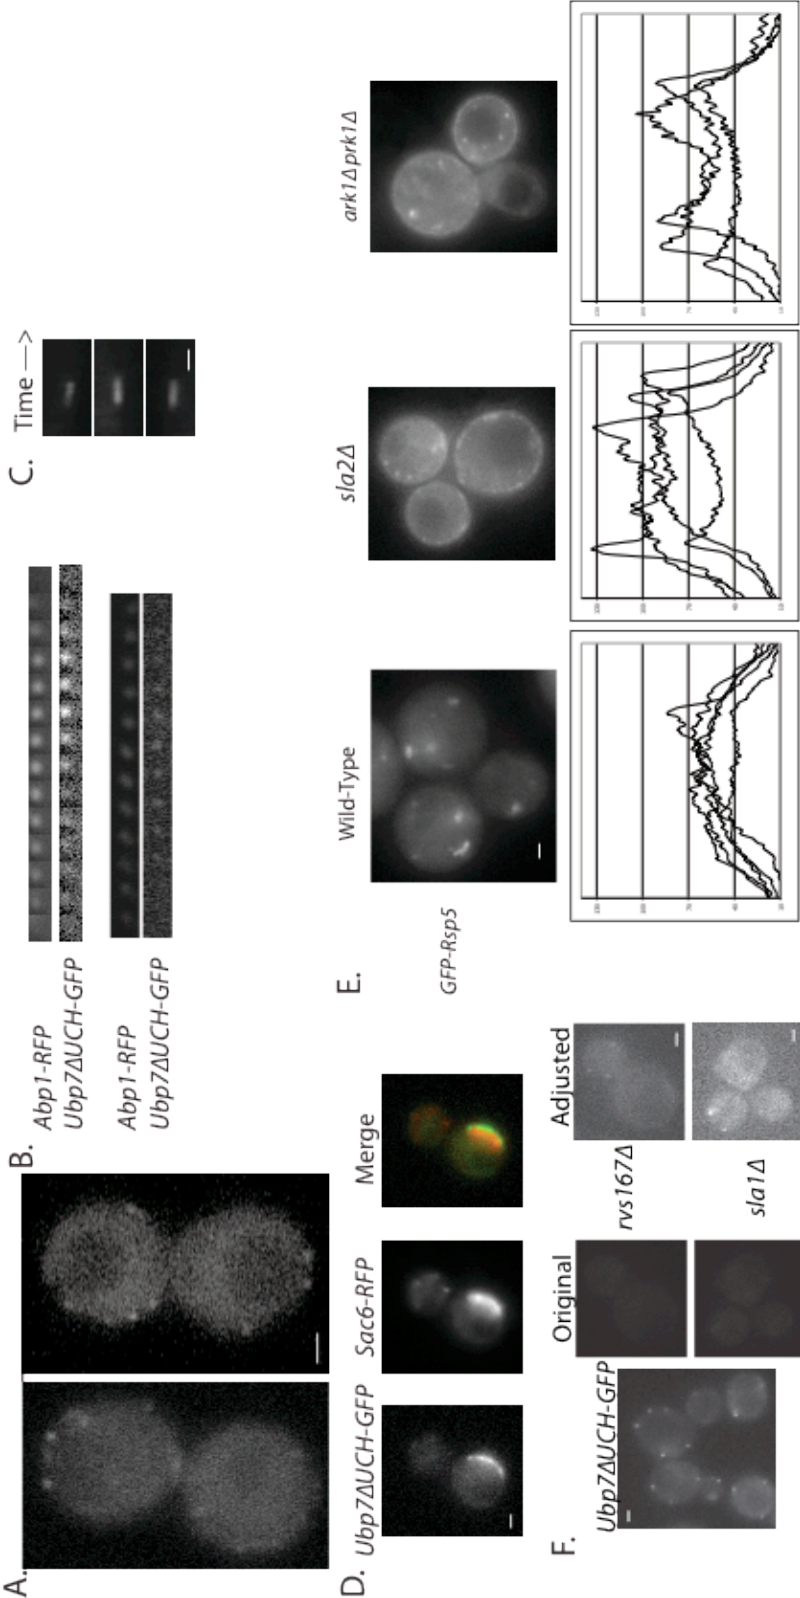 A.
B.
Abp1-RFP
Ubp7ΔUCH-GFP
Abp1-RFP
Ubp7ΔUCH-GFP
C.
Time --->
D.
Ubp7ΔUCH-GFP
Sac6-RFP
Merge
E.
Wild-Type
sla2Δ
ark1Δprk1Δ
GFP-Rsp5
F.
Ubp7ΔUCH-GFP
Original
Adjusted
rvs167Δ
sla1Δ